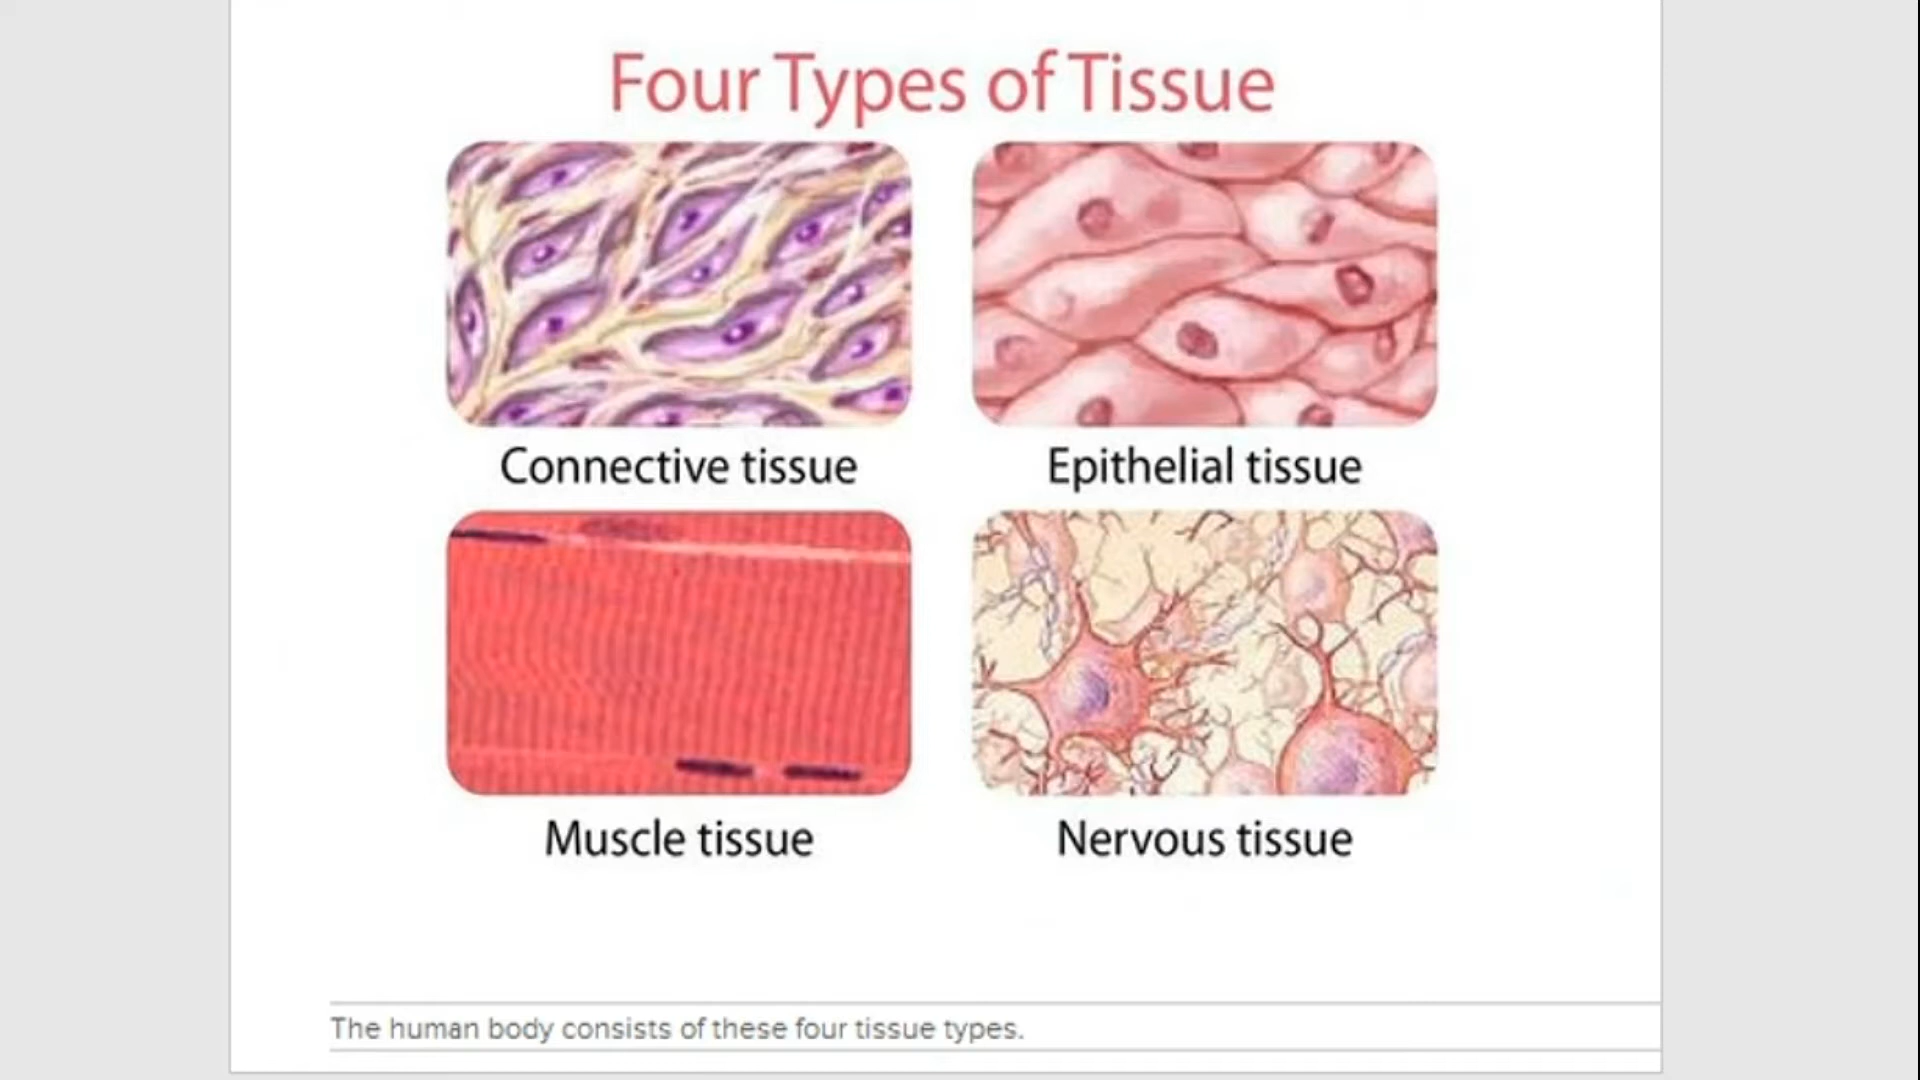 Four Types of Tissue
Connective tissue
Epithelial tissue
Muscle tissue
Nervous tissue
The human body consists of these four tissue types.